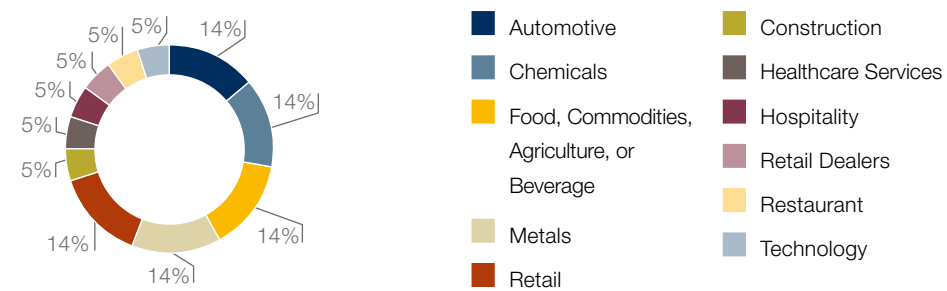 5%
14%
5%
5%
5%
14%
5%
5%
14%
14%
14%
Automotive
Chemicals
Food, Commodities,
Agriculture, or
Beverage
Metals
Retail
Construction
Healthcare Services
Hospitality
Retail Dealers
Restaurant
Technology